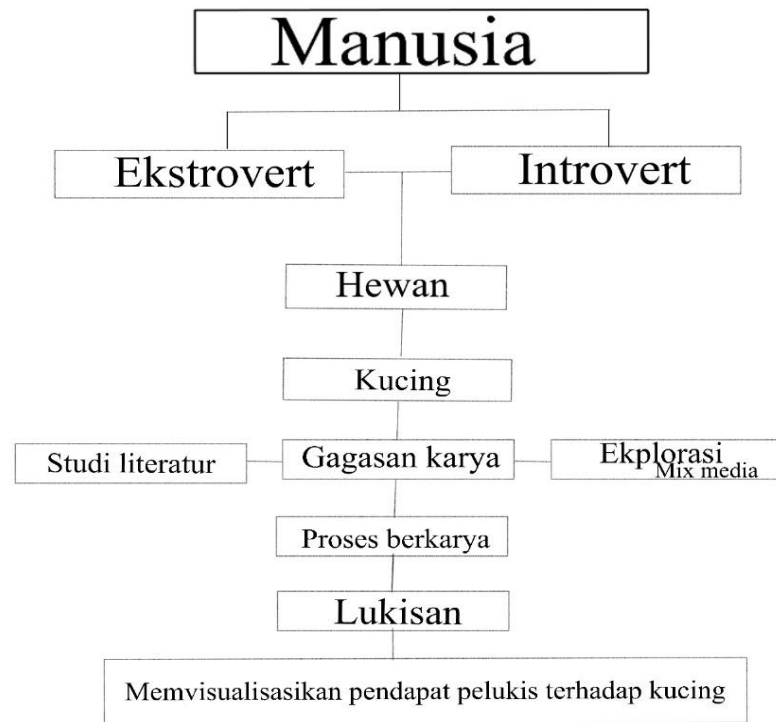 Manusia
Ekstrovert
Introvert
Hewan
Kucing
Studi literatur
Gagasan karya
Ekplorasi
Mix media
Proses berkarya
Lukisan
Memvisualisasikan pendapat pelukis terhadap kucing